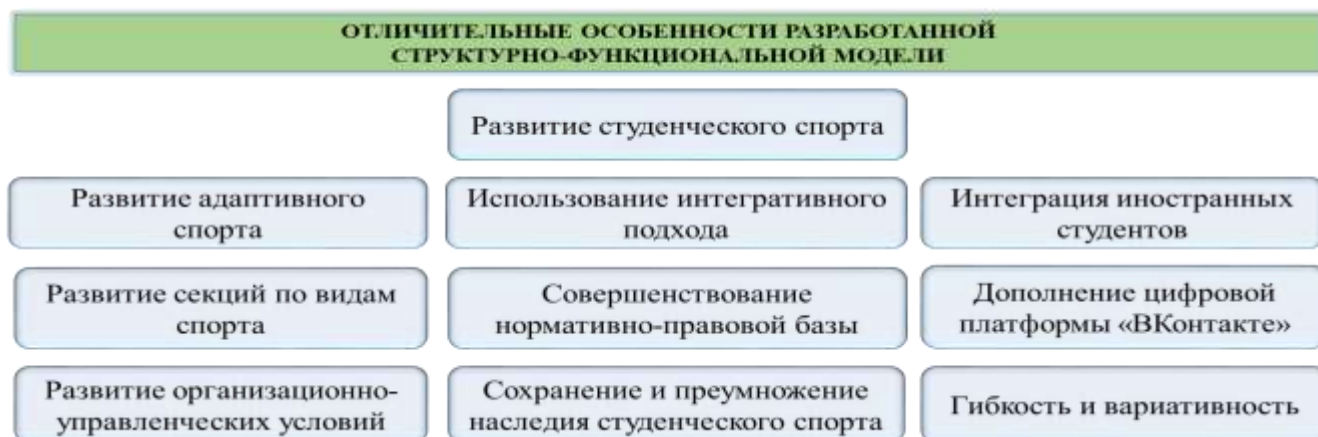 ОТЛИЧИТЕЛЬНЫЕ ОСОБЕННОСТИ РАЗРАБОТАННОЙ
СТРУКТУРНО-ФУНКЦИОНАЛЬНОЙ МОДЕЛИ
Развитие студенческого спорта
Развитие адаптивного
спорта
Использование интегративного
подхода
Интеграция иностранных
студентов
Развитие секций по видам
спорта
Совершенствование
нормативно-правовой базы
Дополнение цифровой
платформы «ВКонтакте»
Развитие организационно-
управленческих условий
Сохранение и преумножение
наследия студенческого спорта
Гибкость и вариативность